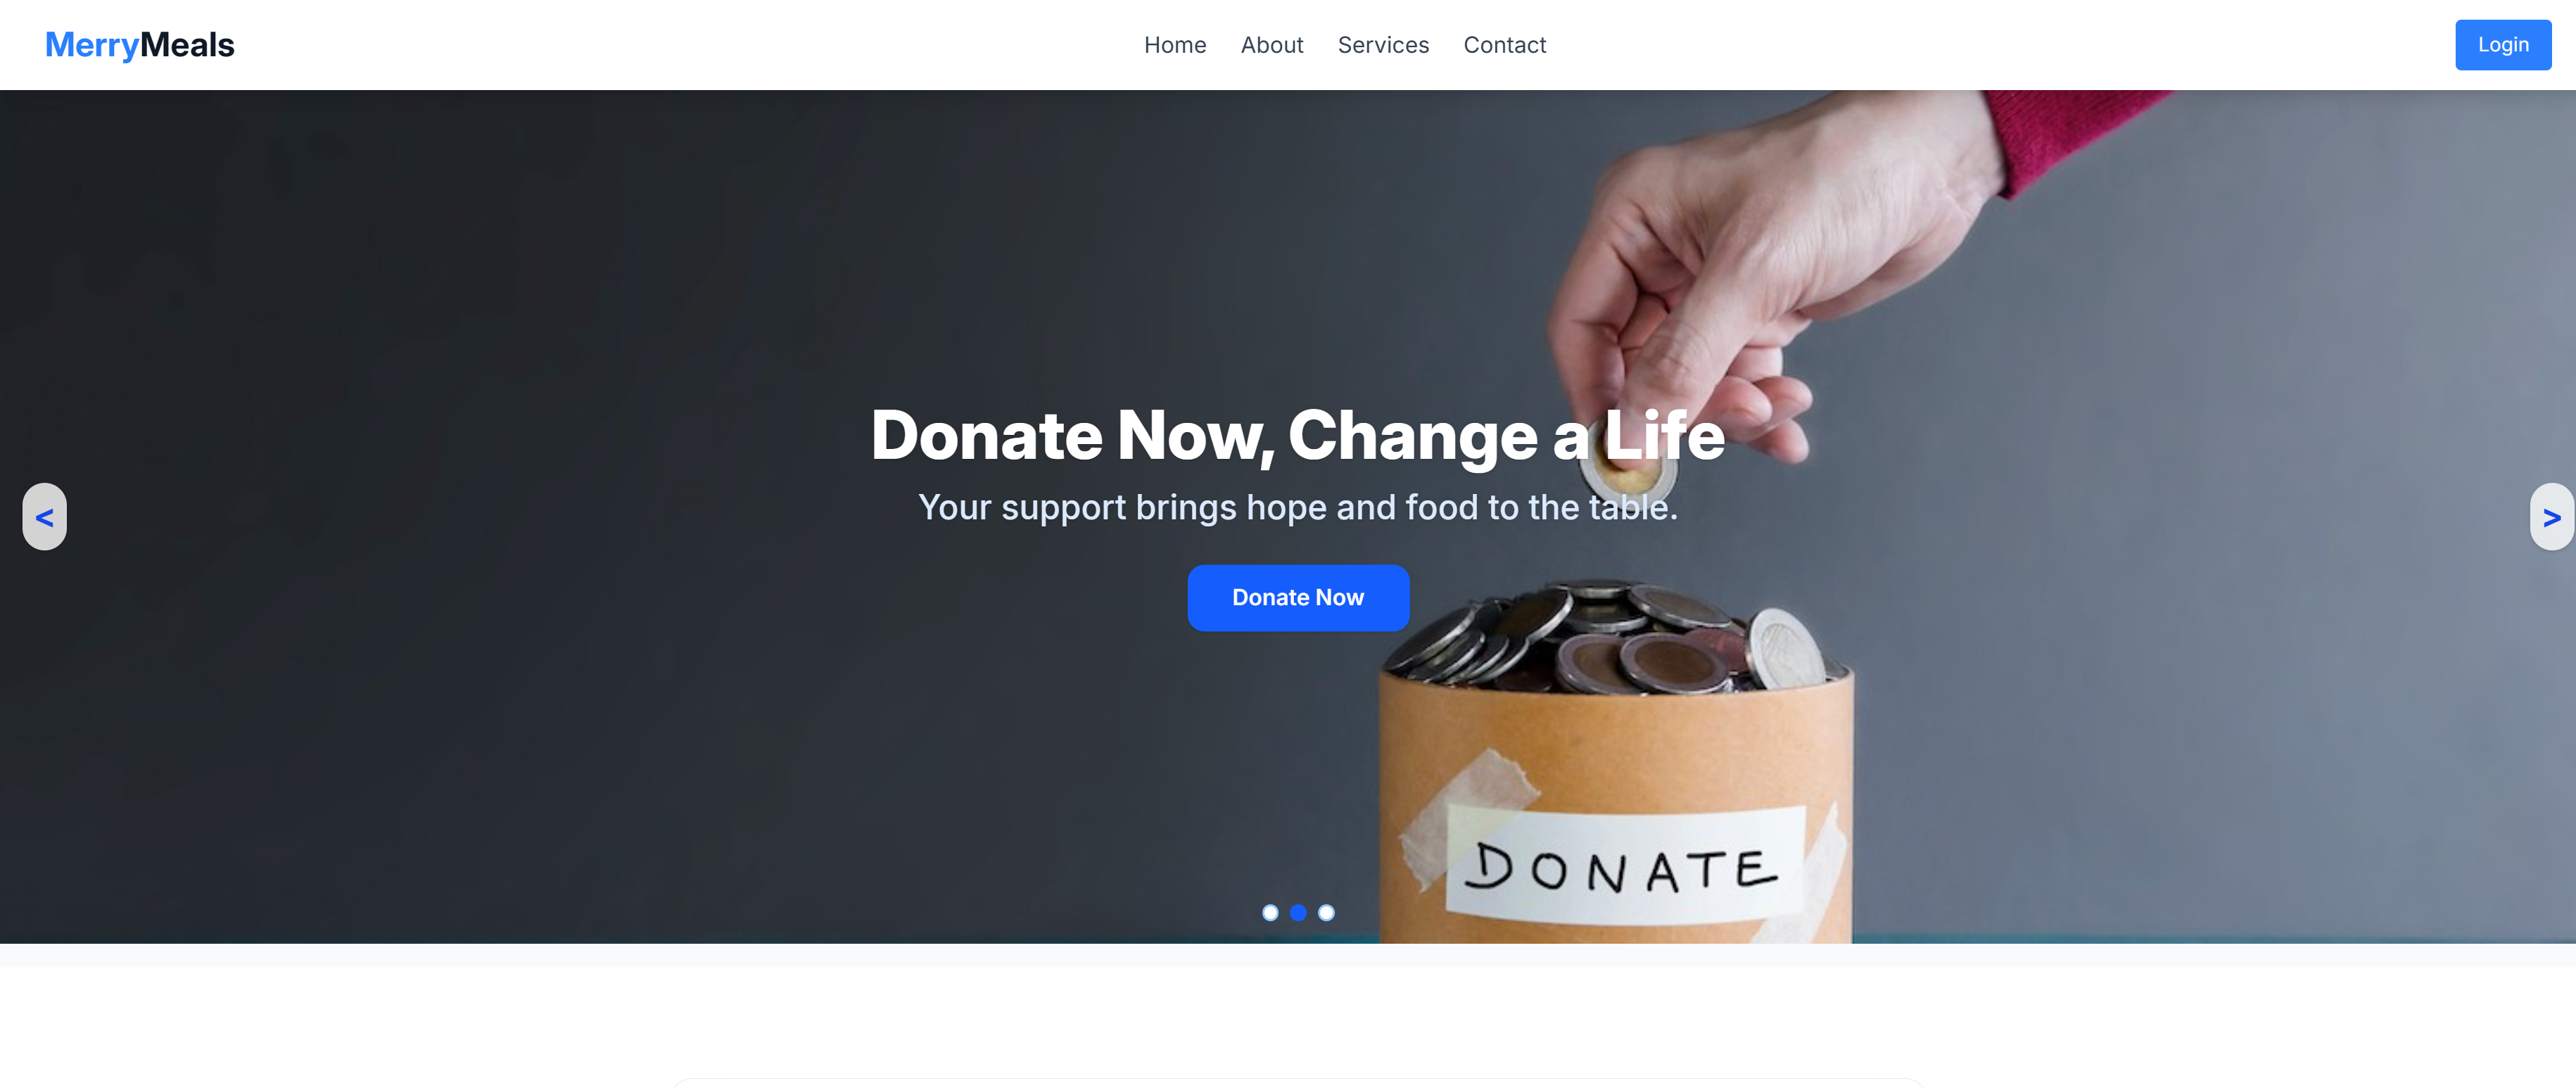 MerryMeals
Home About Services Contact
Login
Donate Now, Change a Life
Your support brings hope and food to the table.
< >
Donate Now
DONATE